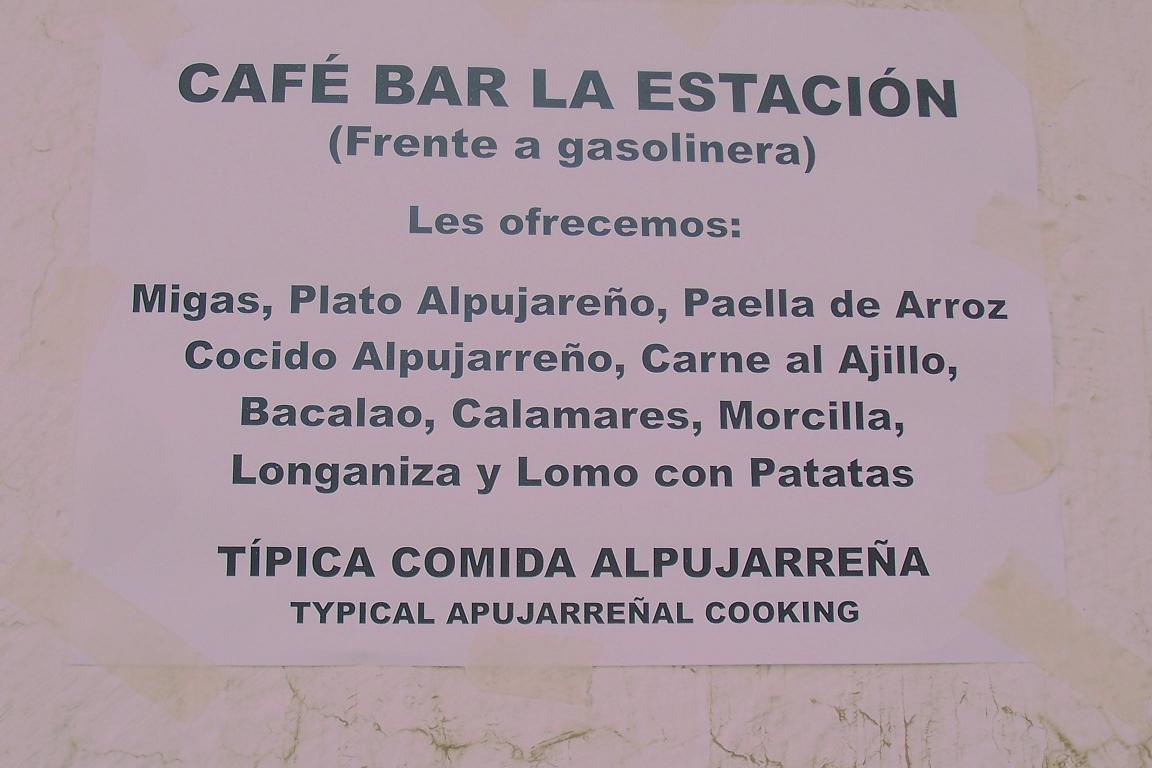 CAFÉ BAR LA ESTACIÓN
(Frente a gasolinera)
Les ofrecemos:
Migas, Plato Alpujareño, Paella de Arroz
Cocido Alpujarreño, Carne al Ajillo,
Bacalao, Calamares, Morcilla,
Longaniza y Lomo con Patatas
TÍPICA COMIDA ALPUJARREÑA
TYPICAL APUJARREÑAL COOKING